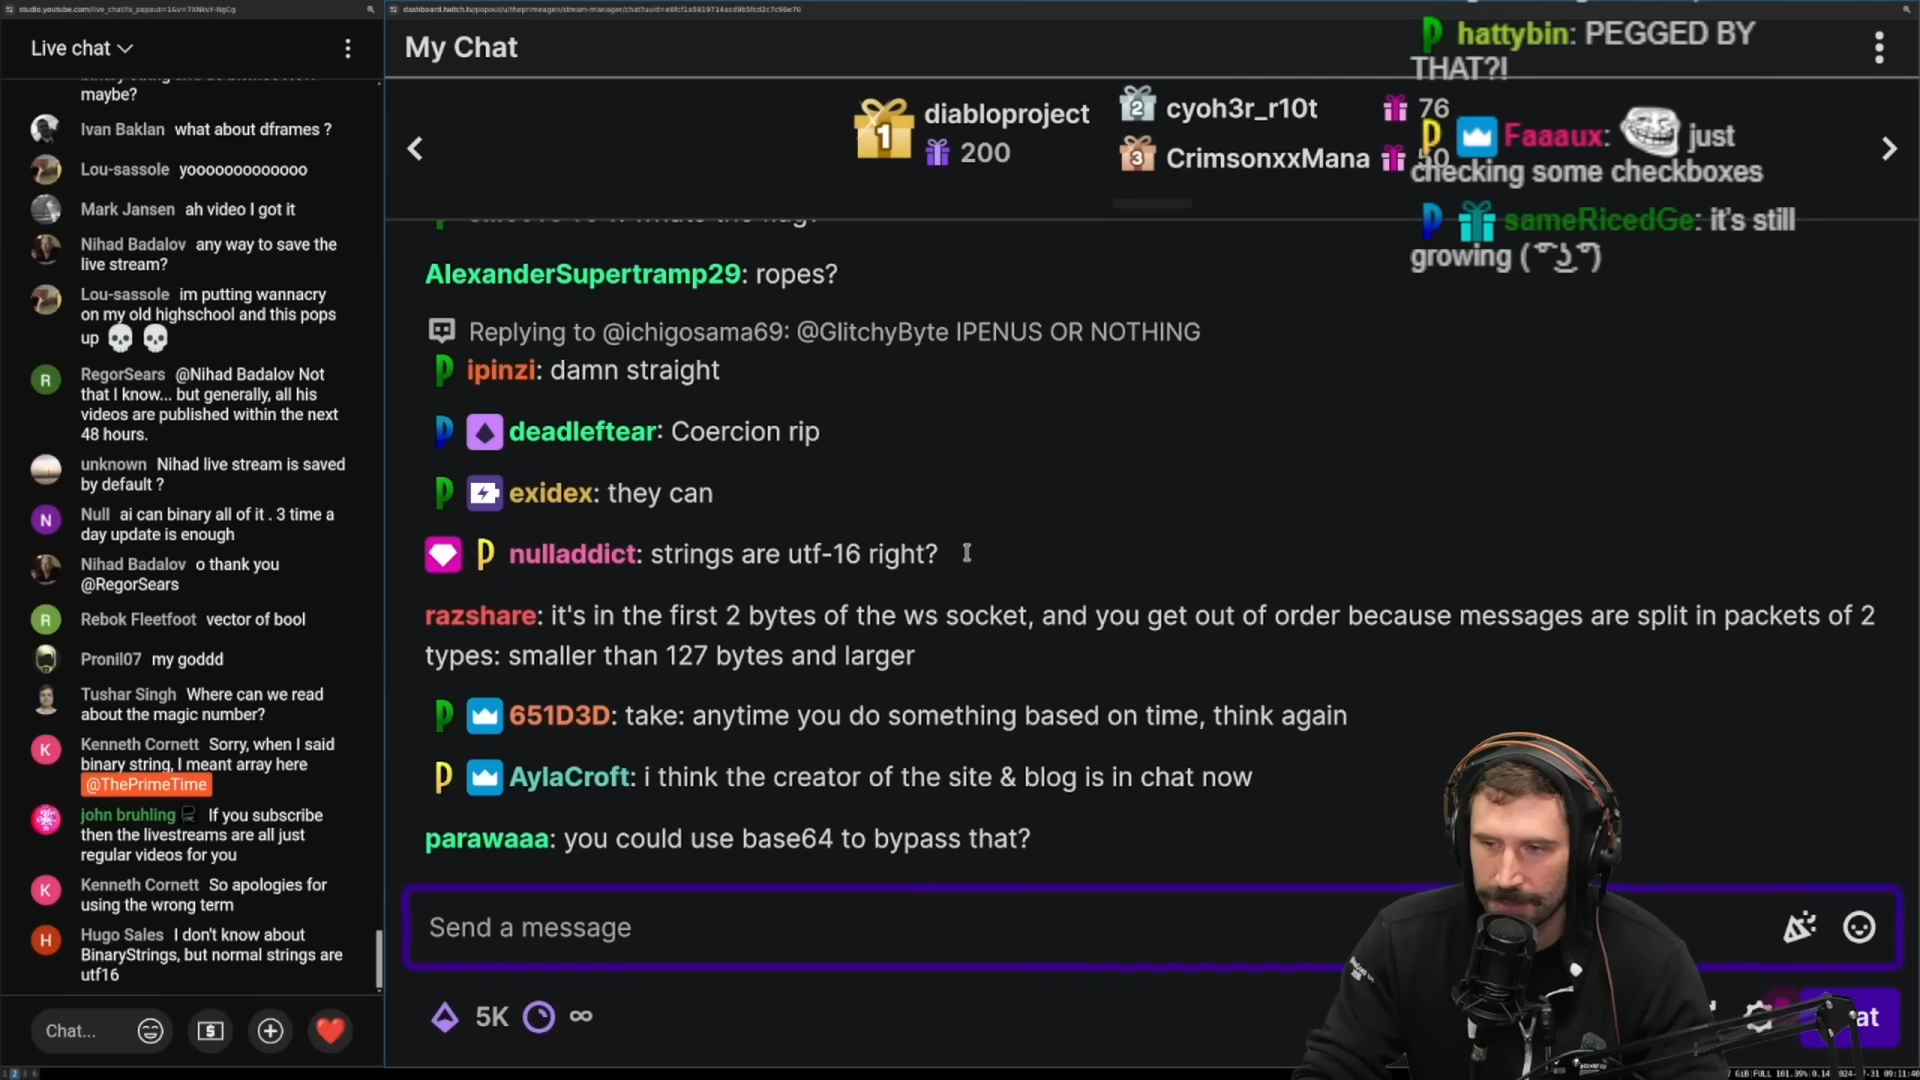 studio.youtube.com/live_chat?is_popout=1&v=7XNkvY-NgCg
Live chat
maybe?
Ivan Baklan what about dframes ?
Lou-sassole yoooooooooooo
Mark Jansen ah video I got it
Nihad Badalov any way to save the
live stream?
Lou-sassole im putting wannacry
on my old highschool and this pops
up
R
RegorSears @Nihad Badalov Not
that I know... but generally, all his
videos are published within the next
48 hours.
unknown Nihad live stream is saved
by default ?
N
Null ai can binary all of it . 3 time a
day update is enough
Nihad Badalov o thank you
@RegorSears
R
Rebok Fleetfoot vector of bool
Pronil07 my goddd
Tushar Singh Where can we read
about the magic number?
K
Kenneth Cornett Sorry, when I said
binary string, I meant array here
@ThePrimeTime
john bruhling If you subscribe
then the livestreams are all just
regular videos for you
K
Kenneth Cornett So apologies for
using the wrong term
H
Hugo Sales I don't know about
BinaryStrings, but normal strings are
utf16
Chat...
My Chat
1
diabloproject
200
2 cyoh3r_r10t 76
3 CrimsonxxMana 50
hattybin: PEGGED BY
THAT?!
Faaaux: just
checking some checkboxes
sameRicedGe: it's still
growing ( ͡° ͜ʖ ͡°)
AlexanderSupertramp29: ropes?
Replying to @ichigosama69: @GlitchyByte IPENUS OR NOTHING
ipinzi: damn straight
deadleftear: Coercion rip
exidex: they can
nulladdict: strings are utf-16 right?
razshare: it's in the first 2 bytes of the ws socket, and you get out of order because messages are split in packets of 2
types: smaller than 127 bytes and larger
651D3D: take: anytime you do something based on time, think again
AylaCroft: i think the creator of the site & blog is in chat now
parawaaa: you could use base64 to bypass that?
Send a message
5K ∞